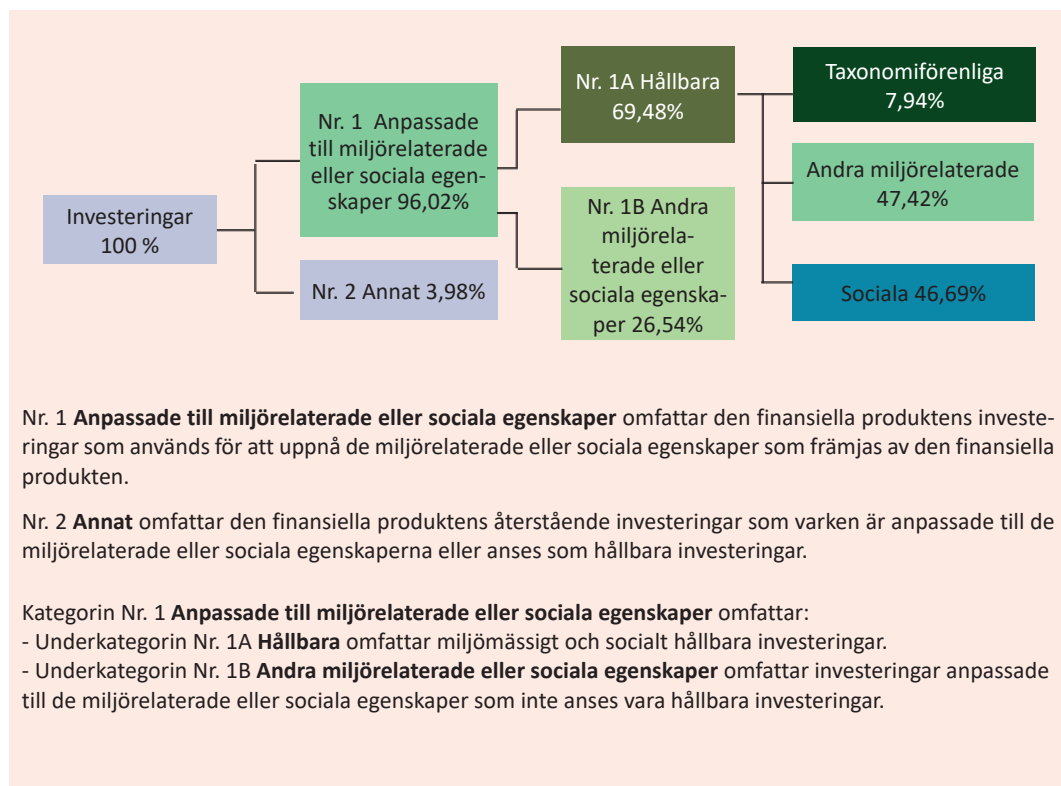 Investeringar
100 %
Nr. 1 Anpassade
till miljörelaterade
eller sociala egen-
skaper 96,02%
Nr. 2 Annat 3,98%
Nr. 1A Hållbara
69,48%
Nr. 1B Andra
miljörela-
terade eller
sociala egenska-
per 26,54%
Taxonomiförenliga
7,94%
Andra miljörelaterade
47,42%
Sociala 46,69%
Nr. 1 Anpassade till miljörelaterade eller sociala egenskaper omfattar den finansiella produktens investe-
ringar som används för att uppnå de miljörelaterade eller sociala egenskaper som främjas av den finansiella
produkten.
Nr. 2 Annat omfattar den finansiella produktens återstående investeringar som varken är anpassade till de
miljörelaterade eller sociala egenskaperna eller anses som hållbara investeringar.
Kategorin Nr. 1 Anpassade till miljörelaterade eller sociala egenskaper omfattar:
- Underkategorin Nr. 1A Hållbara omfattar miljömässigt och socialt hållbara investeringar.
- Underkategorin Nr. 1B Andra miljörelaterade eller sociala egenskaper omfattar investeringar anpassade
till de miljörelaterade eller sociala egenskaper som inte anses vara hållbara investeringar.